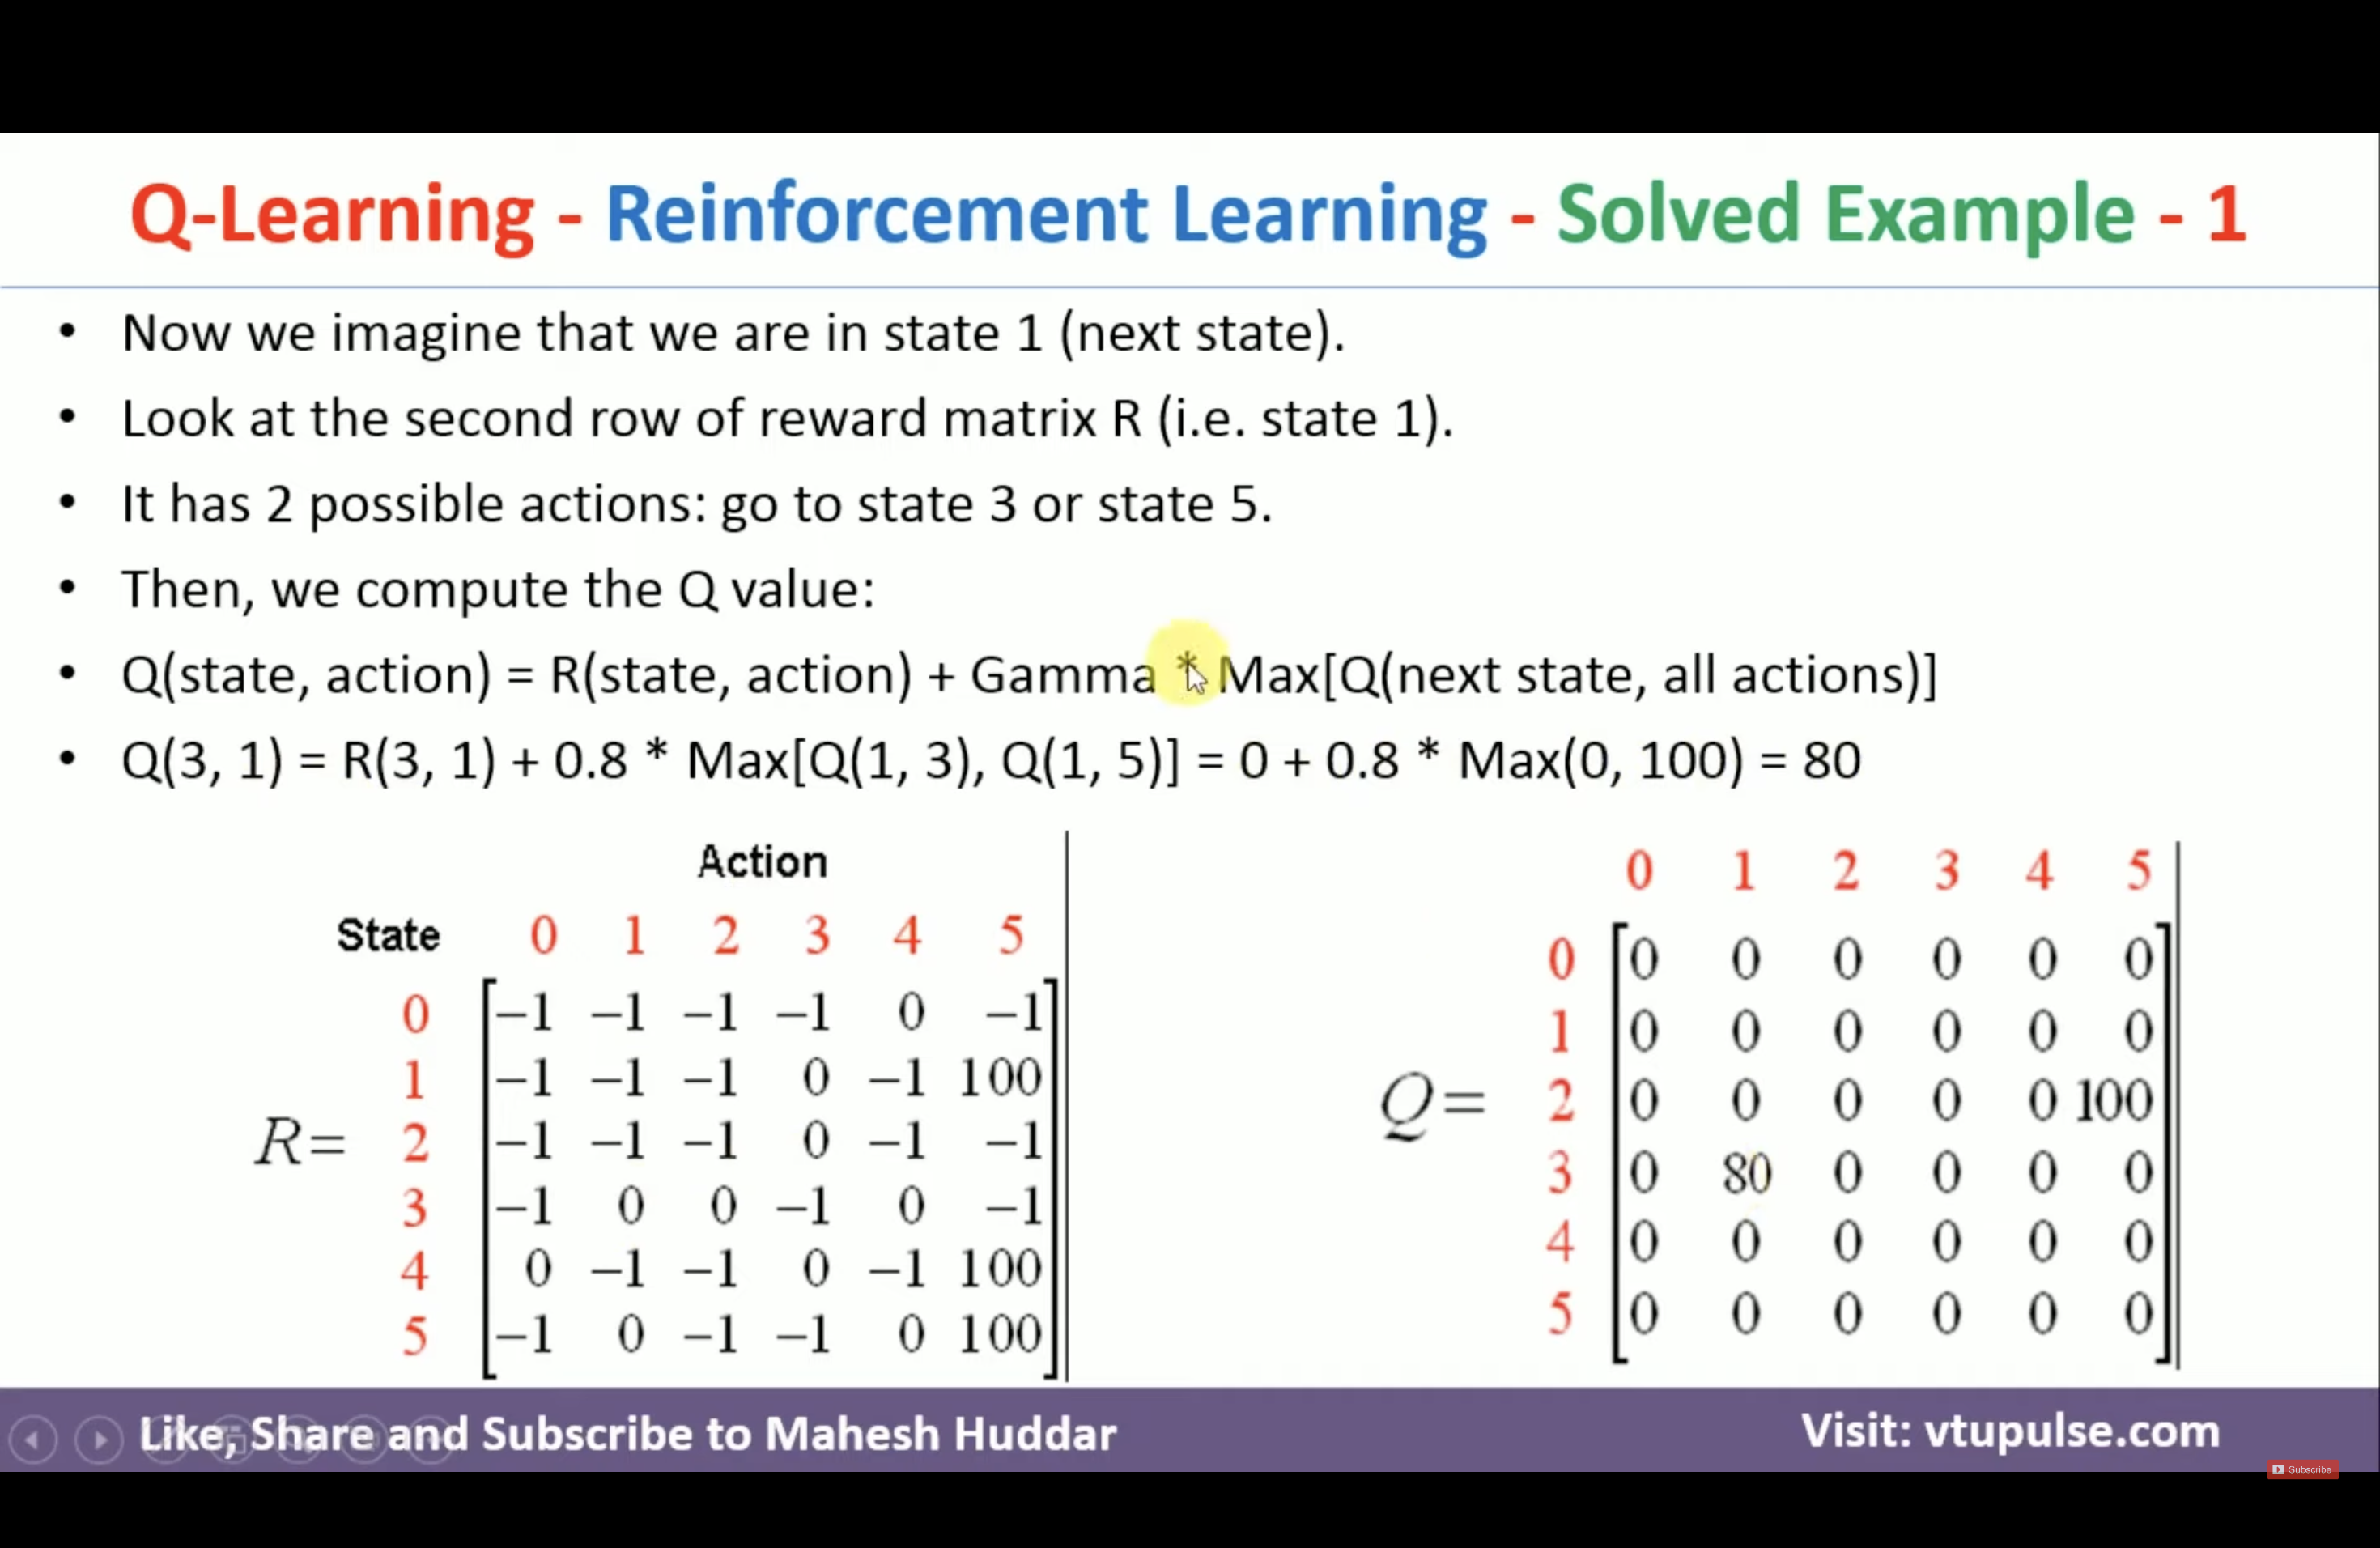 Q-Learning - Reinforcement Learning - Solved Example - 1
• Now we imagine that we are in state 1 (next state).
• Look at the second row of reward matrix R (i.e. state 1).
• It has 2 possible actions: go to state 3 or state 5.
• Then, we compute the Q value:
• Q(state, action) = R(state, action) + Gamma * Max[Q(next state, all actions)]
• Q(3, 1) = R(3, 1) + 0.8 * Max[Q(1, 3), Q(1, 5)] = 0 + 0.8 * Max(0, 100) = 80
Action
State 0 1 2 3 4 5
0 −1 −1 −1 −1 0 −1
1 −1 −1 −1 0 −1 100
R= 2 −1 −1 −1 0 −1 −1
3 −1 0 0 −1 0 −1
4 0 −1 −1 0 −1 100
5 −1 0 −1 −1 0 100
0 1 2 3 4 5
0 0 0 0 0 0 0
1 0 0 0 0 0 0
Q= 2 0 0 0 0 0 100
3 0 80 0 0 0 0
4 0 0 0 0 0 0
5 0 0 0 0 0 0
Like, Share and Subscribe to Mahesh Huddar
Visit: vtupulse.com
Subscribe